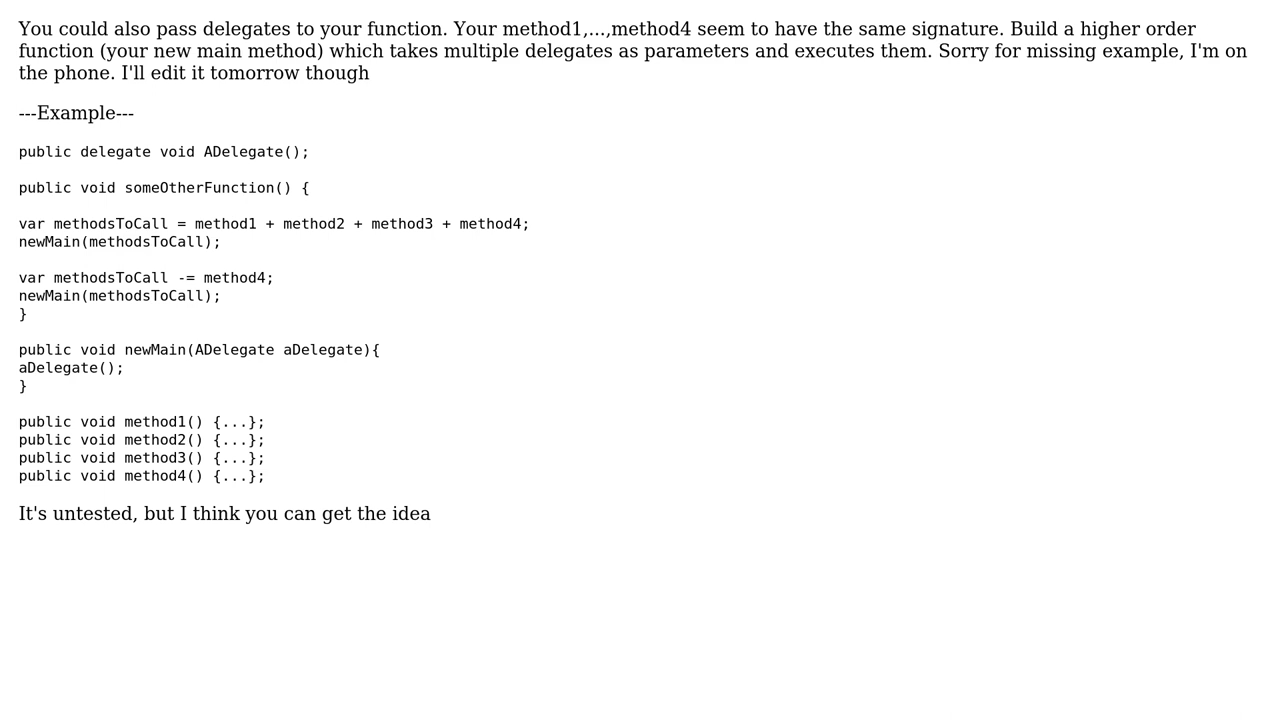 You could also pass delegates to your function. Your method1,...,method4 seem to have the same signature. Build a higher order
function (your new main method) which takes multiple delegates as parameters and executes them. Sorry for missing example, I'm on
the phone. I'll edit it tomorrow though
---Example---
public delegate void ADelegate();
public void someOtherFunction() {
var methodsToCall = method1 + method2 + method3 + method4;
newMain(methodsToCall);
var methodsToCall -= method4;
newMain(methodsToCall);
}
public void newMain(ADelegate aDelegate){
aDelegate();
}
public void method1() {...};
public void method2() {...};
public void method3() {...};
public void method4() {...};
It's untested, but I think you can get the idea